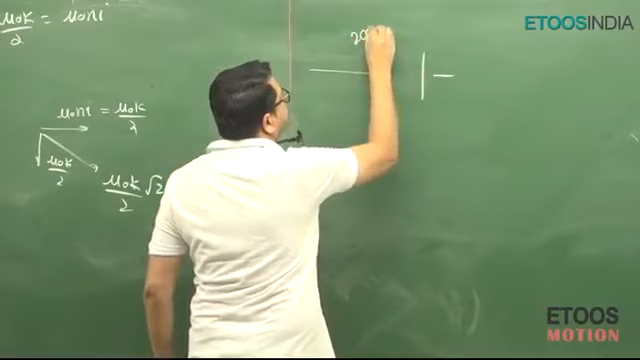 μ₀K/2 = μ₀ni
ETOOSINDIA
μ₀ni = μ₀K/2
μ₀K/2
μ₀K/2 √2
ETOOS
MOTION